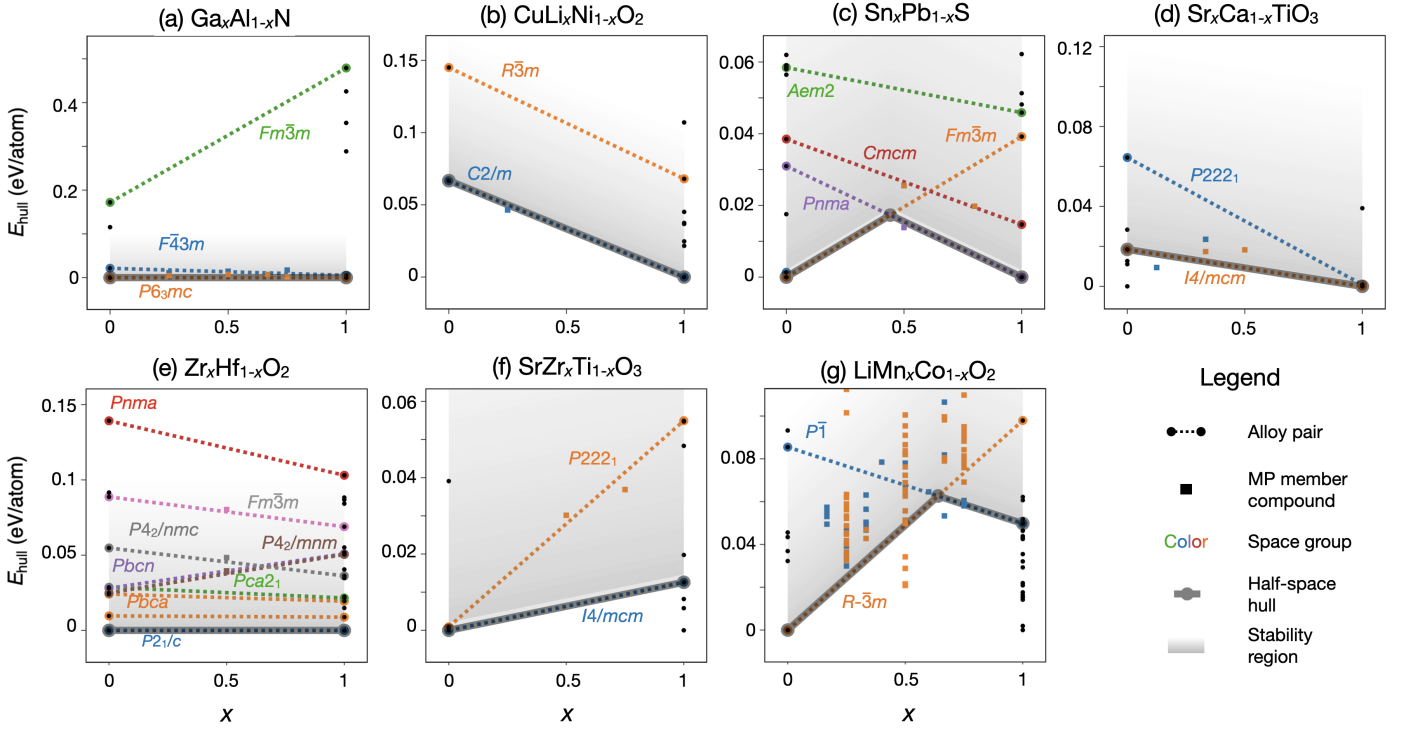 (a) GaxAl1-xN
(b) CuLixNi1-xO2
(c) SnxPb1-xS
(d) SrxCa1-xTiO3
Ehull (eV/atom)
0.4
0.2
0
0 0.5 1
Fm3̅m
F4̅3m
P63mc
0.15
0.1
0.05
0
0 0.5 1
R3̅m
C2/m
0.06
0.04
0.02
0
0 0.5 1
Aem2
Fm3̅m
Cmcm
Pnma
0.12
0.08
0.04
0
0 0.5 1
P2221
I4/mcm
(e) ZrxHf1-xO2
(f) SrZrxTi1-xO3
(g) LiMnxCo1-xO2
Ehull (eV/atom)
0.15
0.1
0.05
0
0 0.5 1
x
Pnma
Fm3̅m
P42/nmc
P42/mnm
Pbcn
Pca21
Pbca
P21/c
0.06
0.04
0.02
0
0 0.5 1
x
P2221
I4/mcm
0.08
0.04
0
0 0.5 1
x
P1̅
R-3̅m
Legend
Alloy pair
MP member
compound
Color
Space group
Half-space
hull
Stability
region